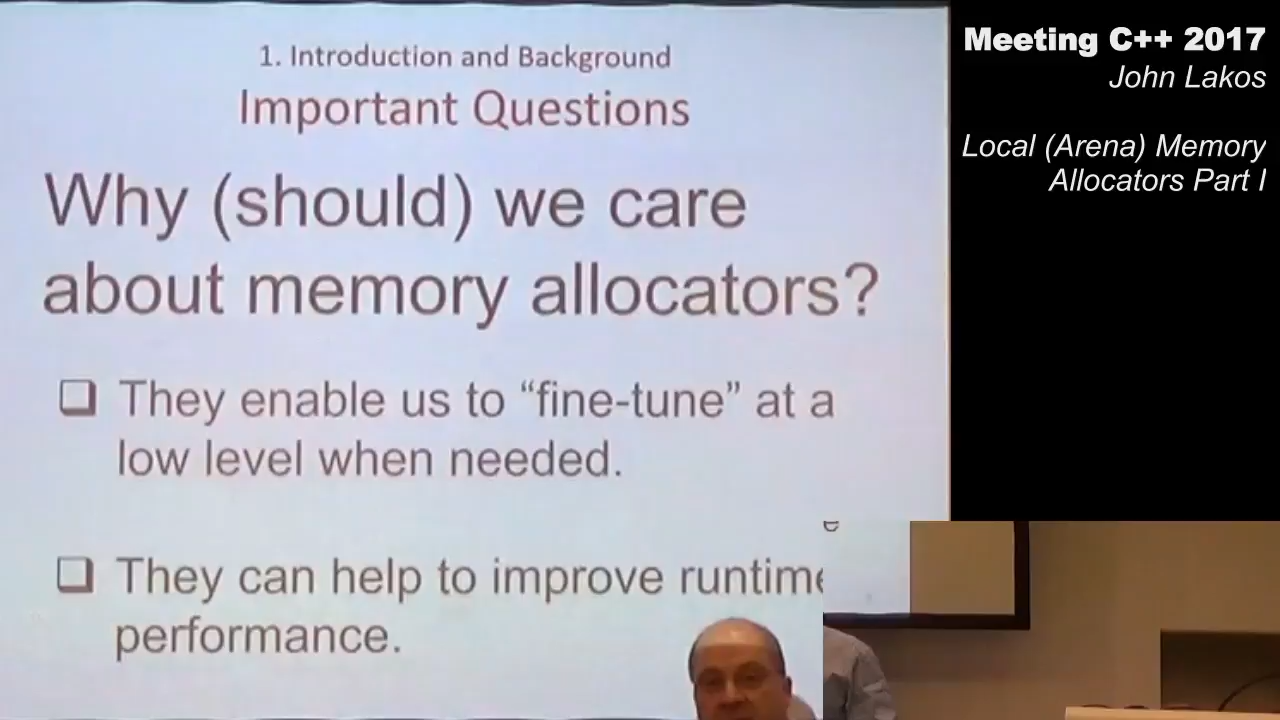 1. Introduction and Background
Important Questions
Why (should) we care
about memory allocators?
❑ They enable us to “fine-tune” at a
low level when needed.
❑ They can help to improve runtime
performance.
Meeting C++ 2017
John Lakos
Local (Arena) Memory
Allocators Part I